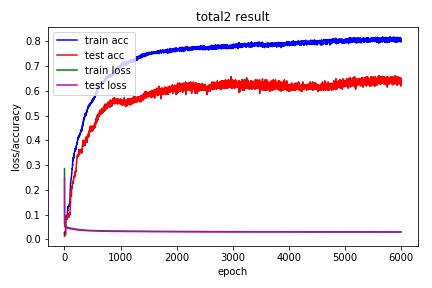 total2 result
train acc
test acc
train loss
test loss
loss/accuracy
0.8
0.7
0.6
0.5
0.4
0.3
0.2
0.1
0.0
0 1000 2000 3000 4000 5000 6000
epoch